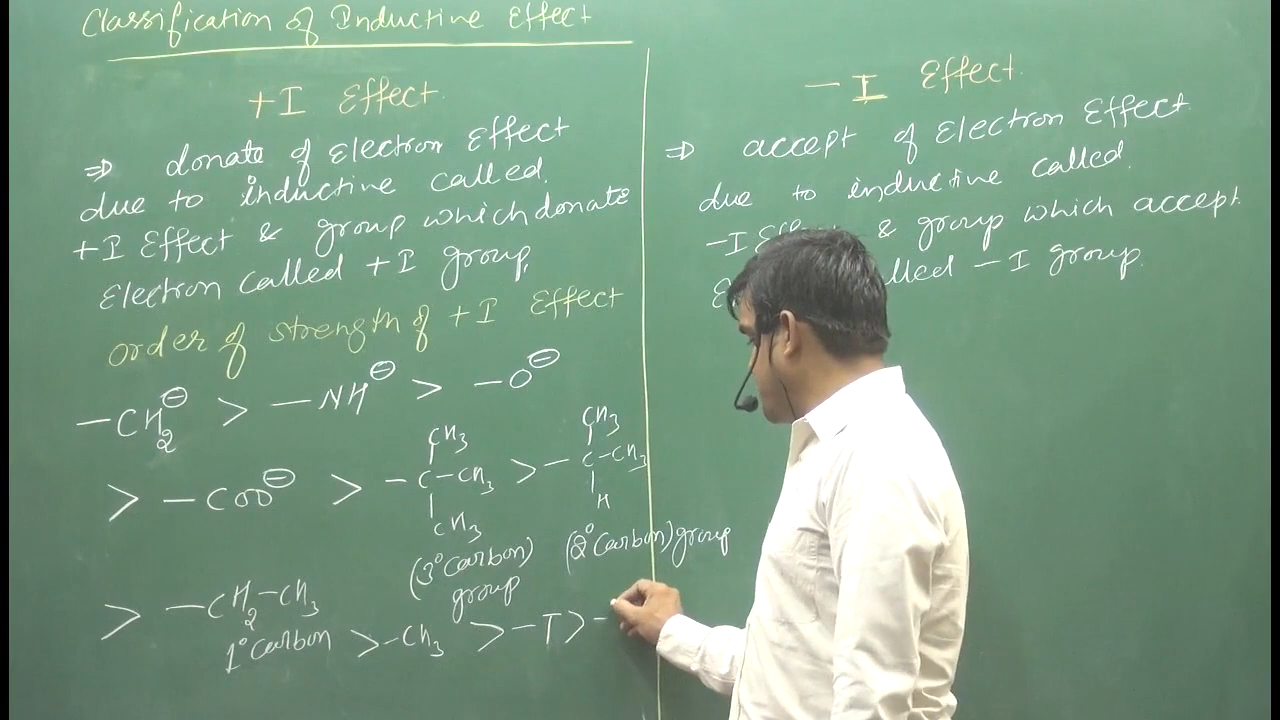 Classification of Inductive Effect
+I Effect
⇒ donate of Electron Effect
due to inductive called.
+I Effect & group which donate
Electron called +I group.
order of strength of +I Effect
-CH₂⊖ > -NH⊖ > -O⊖
> -COO⊖ > -C(CH₃)(CH₃)-CH₃ > -C(CH₃)(H)-CH₃
(3° Carbon) group
(2° Carbon) group
> -CH₂-CH₃
1° Carbon > -CH₃ > -T > -
-I Effect
⇒ accept of Electron Effect
due to inductive called.
-I & group which accept
called -I group.